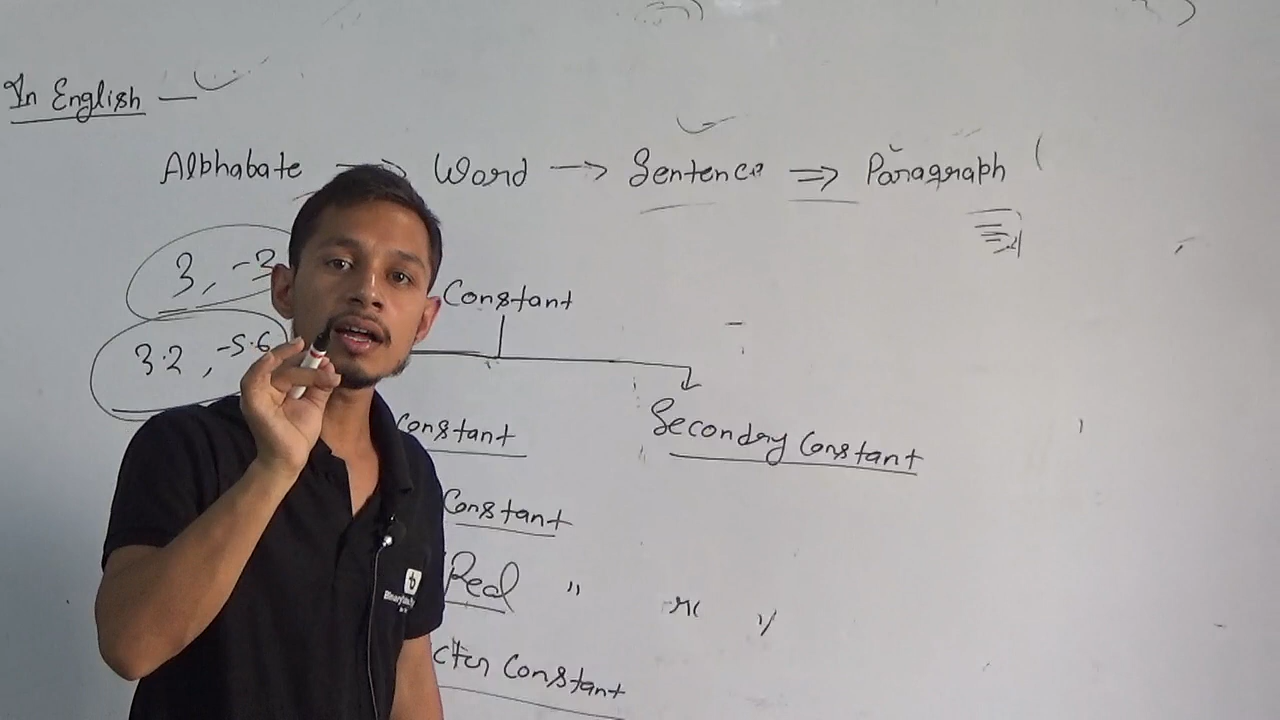 In English —
Alphabate → Word → Sentence ⇒ Paragraph
3, -3
Constant
3.2, -5.6
Constant
Secondry Constant
Constant
Real "
cter Constant